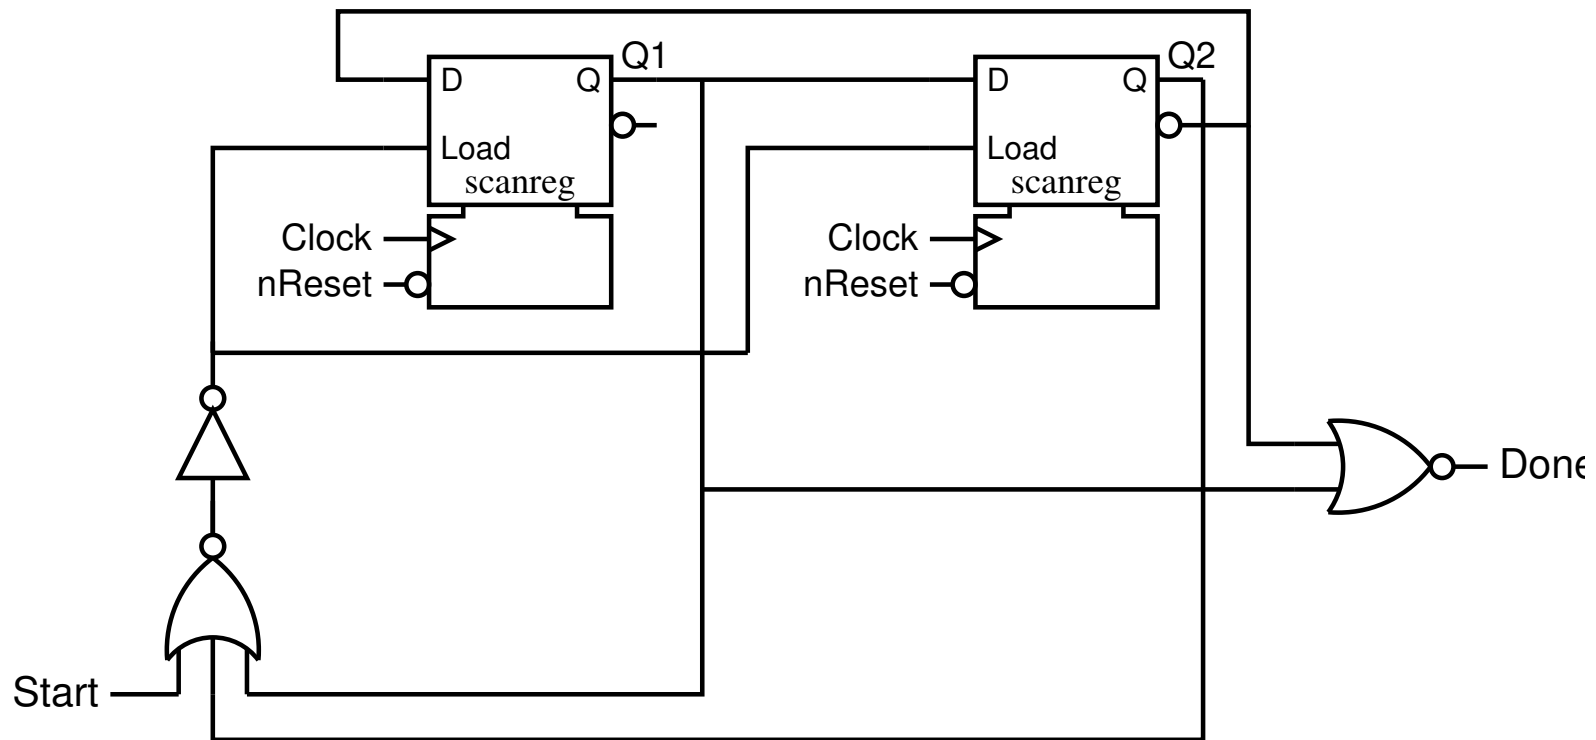 Q1
Q2
D Q
D Q
Load
Load
scanreg
scanreg
Clock
Clock
nReset
nReset
Done
Start